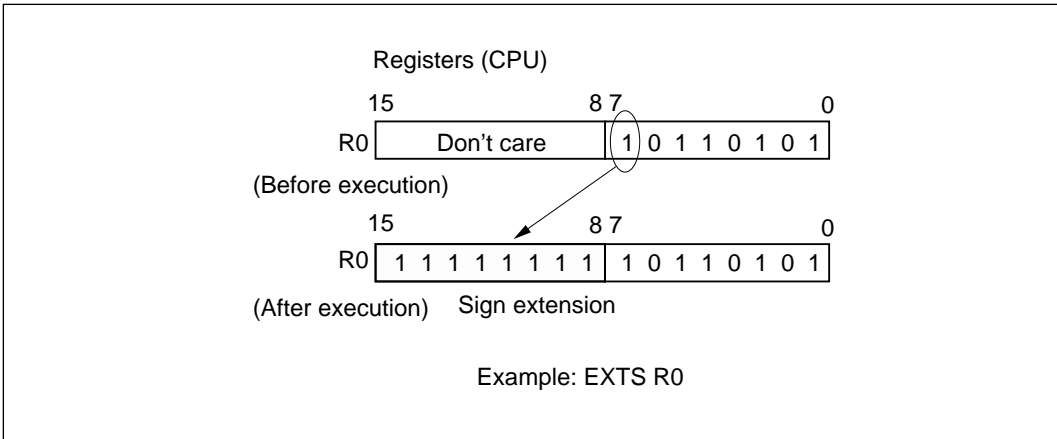 Registers (CPU)
15 8 7 0
R0 Don't care 1 0 1 1 0 1 0 1
(Before execution)
15 8 7 0
R0 1 1 1 1 1 1 1 1 1 0 1 1 0 1 0 1
(After execution) Sign extension
Example: EXTS R0